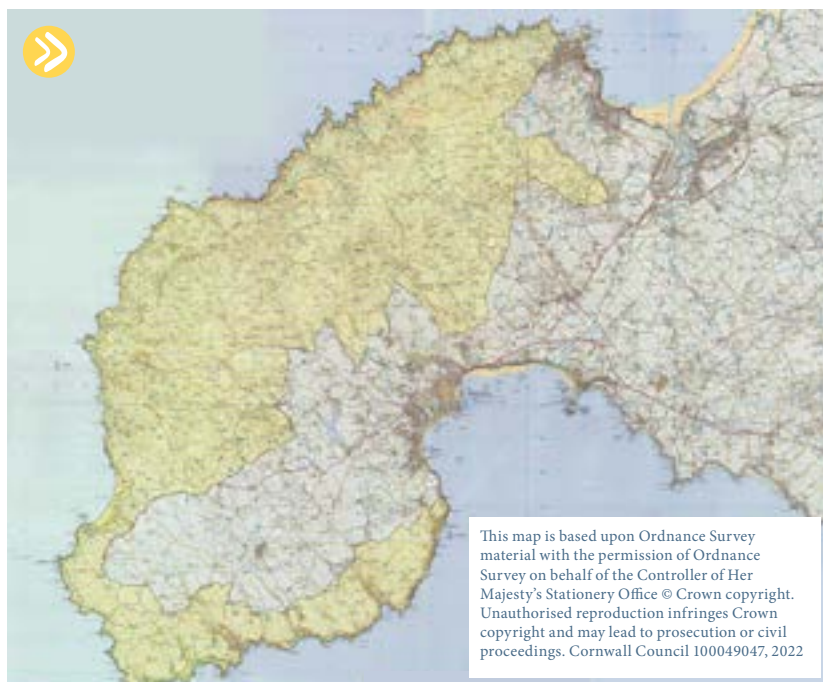 This map is based upon Ordnance Survey
material with the permission of Ordnance
Survey on behalf of the Controller of Her
Majesty’s Stationery Office © Crown copyright.
Unauthorised reproduction infringes Crown
copyright and may lead to prosecution or civil
proceedings. Cornwall Council 100049047, 2022